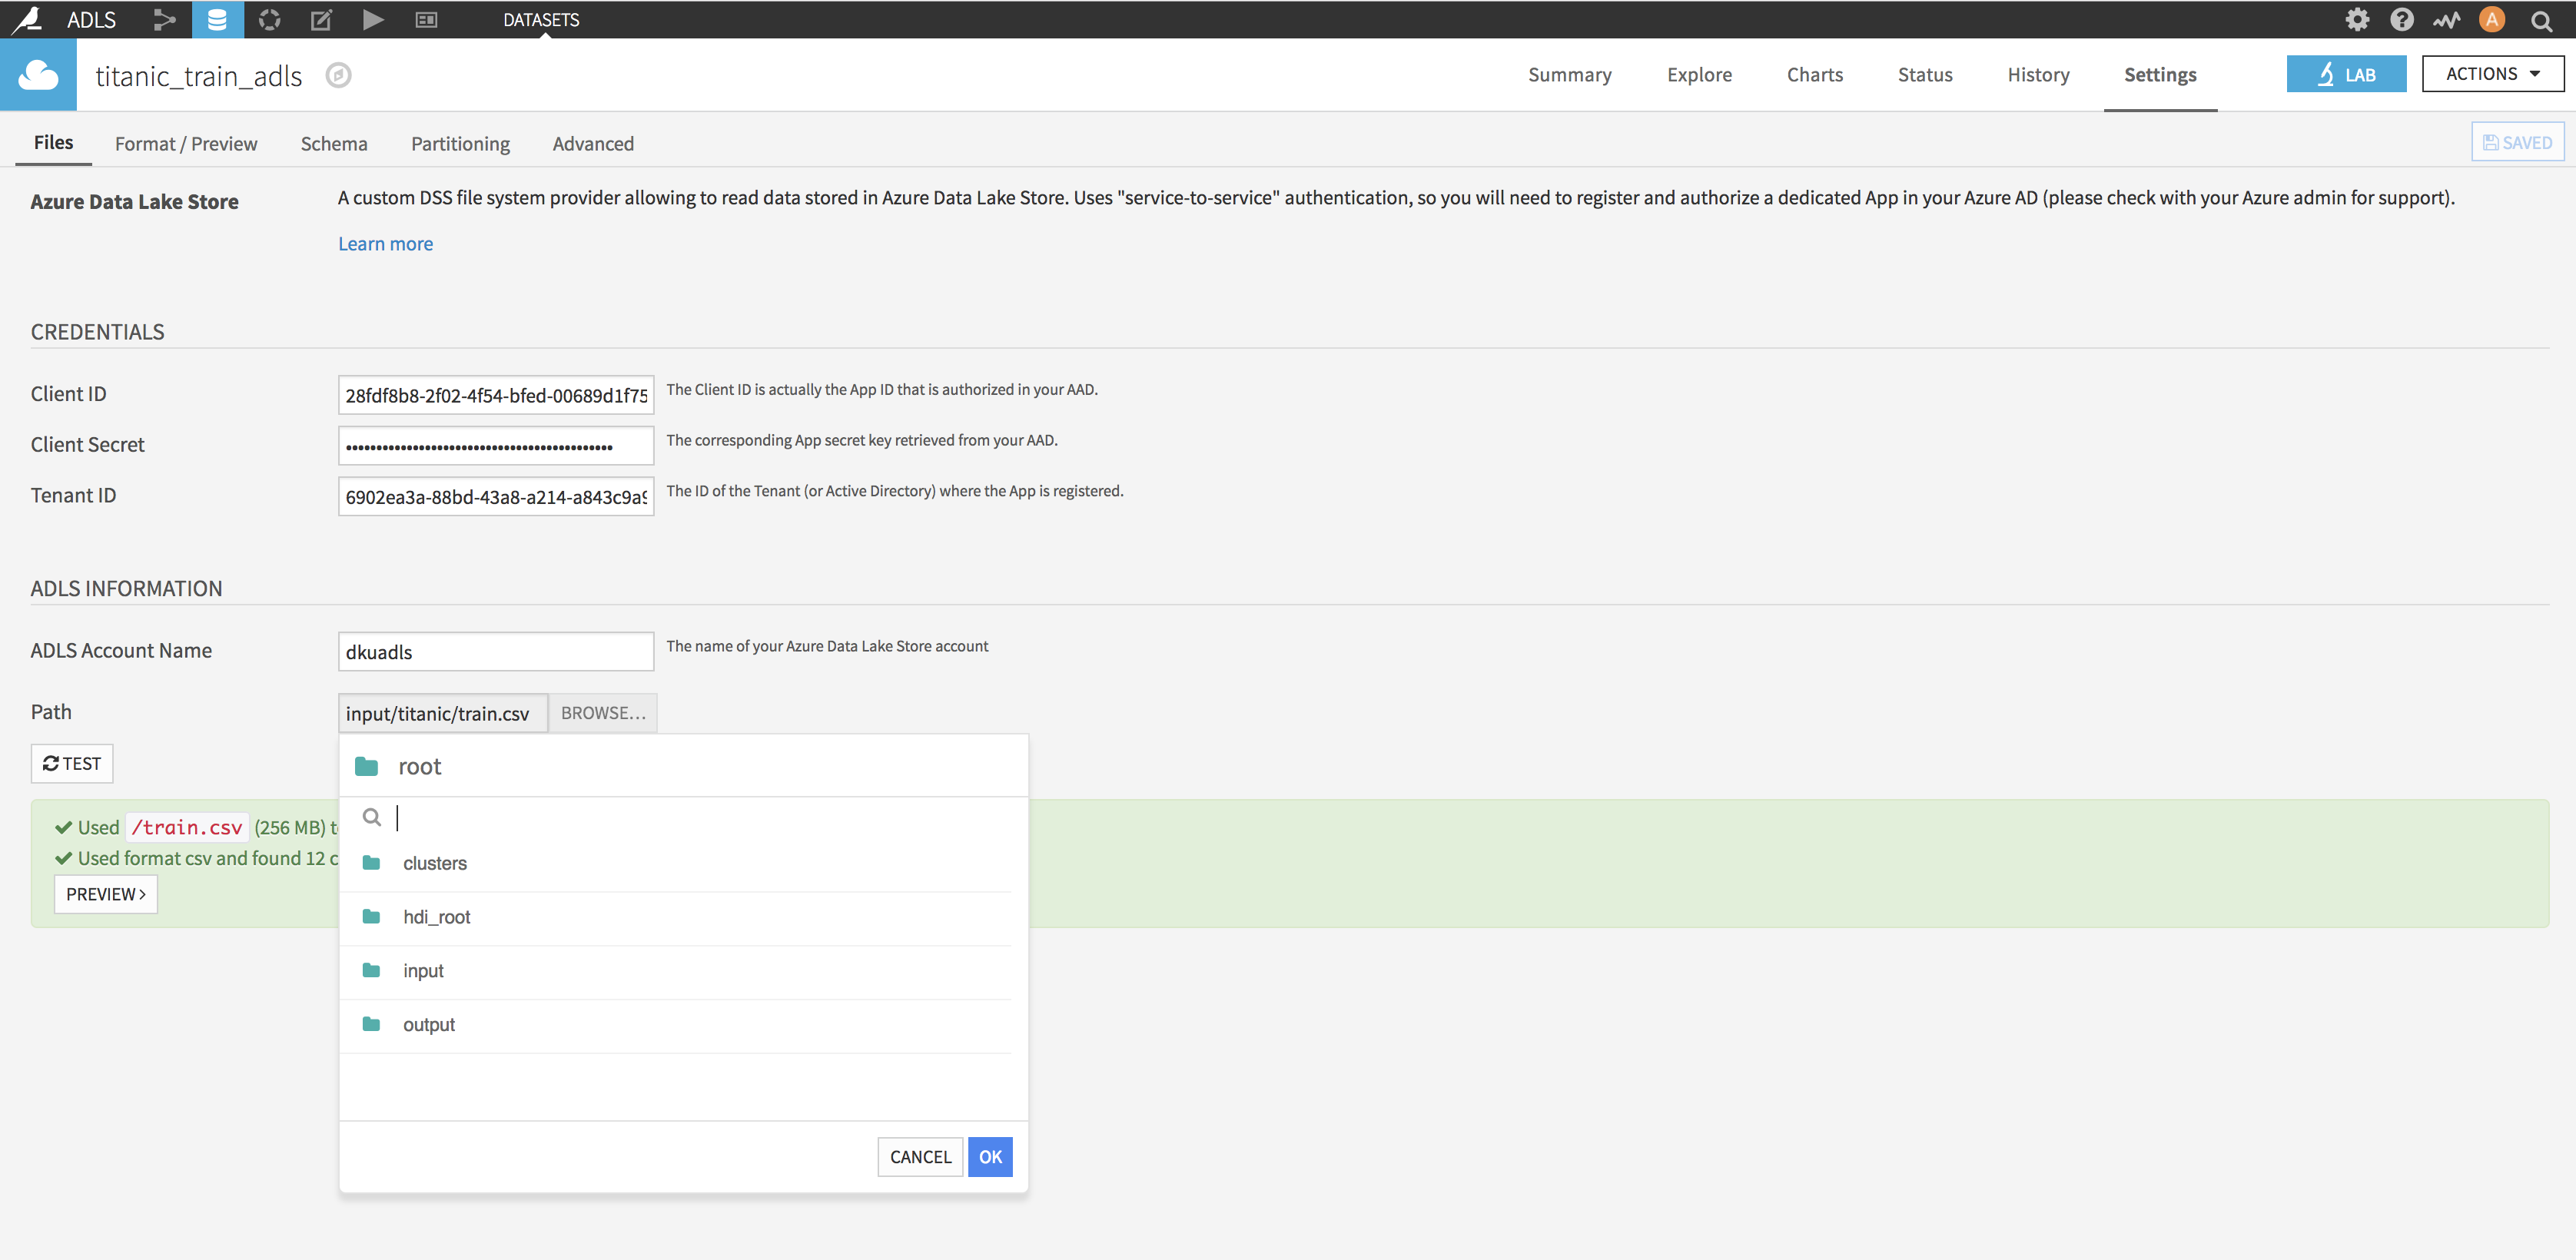 ADLS DATASETS A
titanic_train_adls Summary Explore Charts Status History Settings LAB ACTIONS
Files Format / Preview Schema Partitioning Advanced SAVED
Azure Data Lake Store A custom DSS file system provider allowing to read data stored in Azure Data Lake Store. Uses "service-to-service" authentication, so you will need to register and authorize a dedicated App in your Azure AD (please check with your Azure admin for support).
Learn more
CREDENTIALS
Client ID 28fdf8b8-2f02-4f54-bfed-00689d1f75 The Client ID is actually the App ID that is authorized in your AAD.
Client Secret •••••••••••••••••••••••••••••••••••••••••••• The corresponding App secret key retrieved from your AAD.
Tenant ID 6902ea3a-88bd-43a8-a214-a843c9a9 The ID of the Tenant (or Active Directory) where the App is registered.
ADLS INFORMATION
ADLS Account Name dkuadls The name of your Azure Data Lake Store account
Path input/titanic/train.csv BROWSE...
TEST
root
Used /train.csv (256 MB)
Used format csv and found 12
PREVIEW
clusters
hdi_root
input
output
CANCEL OK